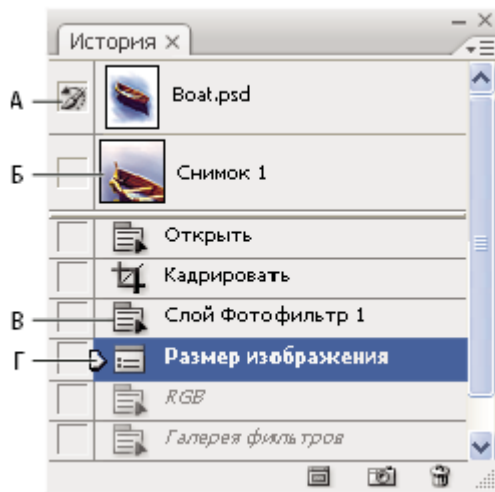 История
А
Boat.psd
Б
Снимок 1
Открыть
Кадрировать
В
Слой Фотофильтр 1
Г
Размер изображения
RGB
Галерея фильтров